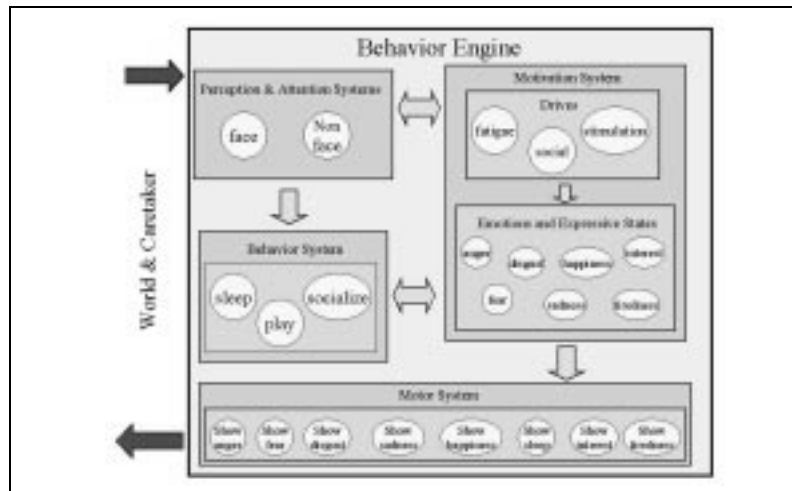 Behavior Engine
World & Caretaker
Perception & Attention Systems
face
Non
face
Motivation System
Drives
fatigue
social
stimulation
Emotions and Expressive States
anger
disgust
happiness
interest
fear
sadness
tiredness
Behavior System
sleep
play
socialize
Motor System
Show
anger
Show
fear
Show
disgust
Show
sadness
Show
happiness
Show
sleep
Show
interest
Show
tiredness